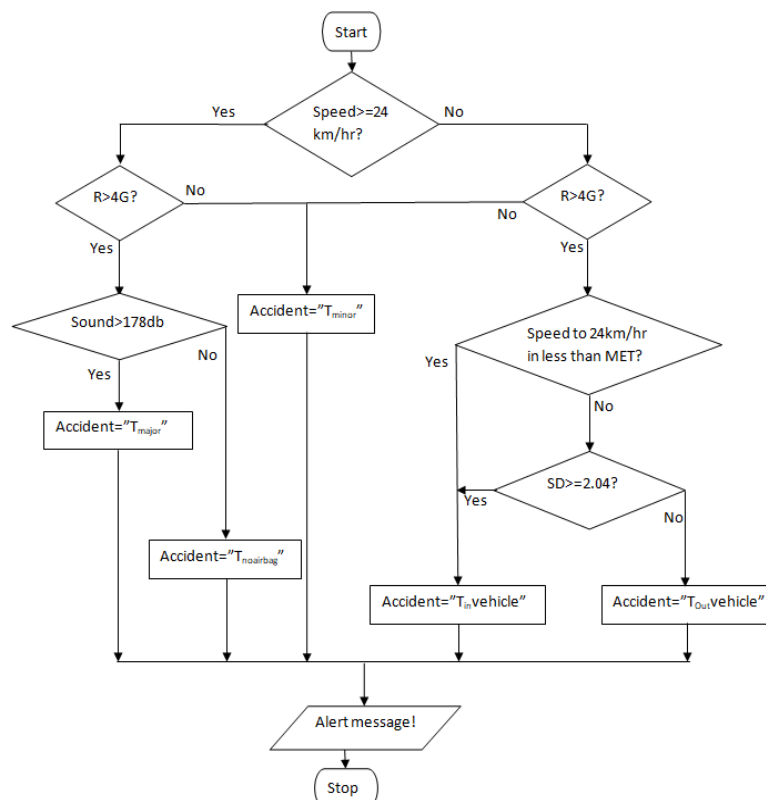 Start
Speed>=24
km/hr?
Yes
No
R>4G?
No
No
R>4G?
Yes
Yes
Sound>178db
Accident="Tminor"
Speed to 24km/hr
in less than MET?
Yes
No
Yes
No
Accident="Tmajor"
SD>=2.04?
Yes
No
Accident="Tnoairbag"
Accident="Tinvehicle"
Accident="TOutvehicle"
Alert message!
Stop